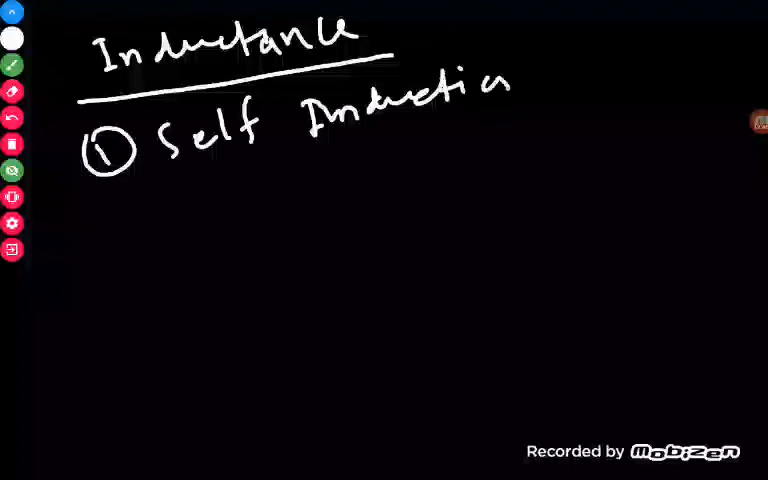 Inductance
① Self Inductio
Recorded by Mobizen